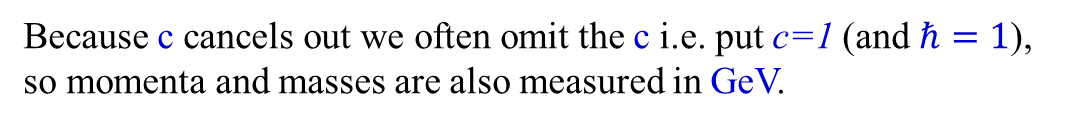 Because c cancels out we often omit the c i.e. put c=1 (and ℏ = 1),
so momenta and masses are also measured in GeV.